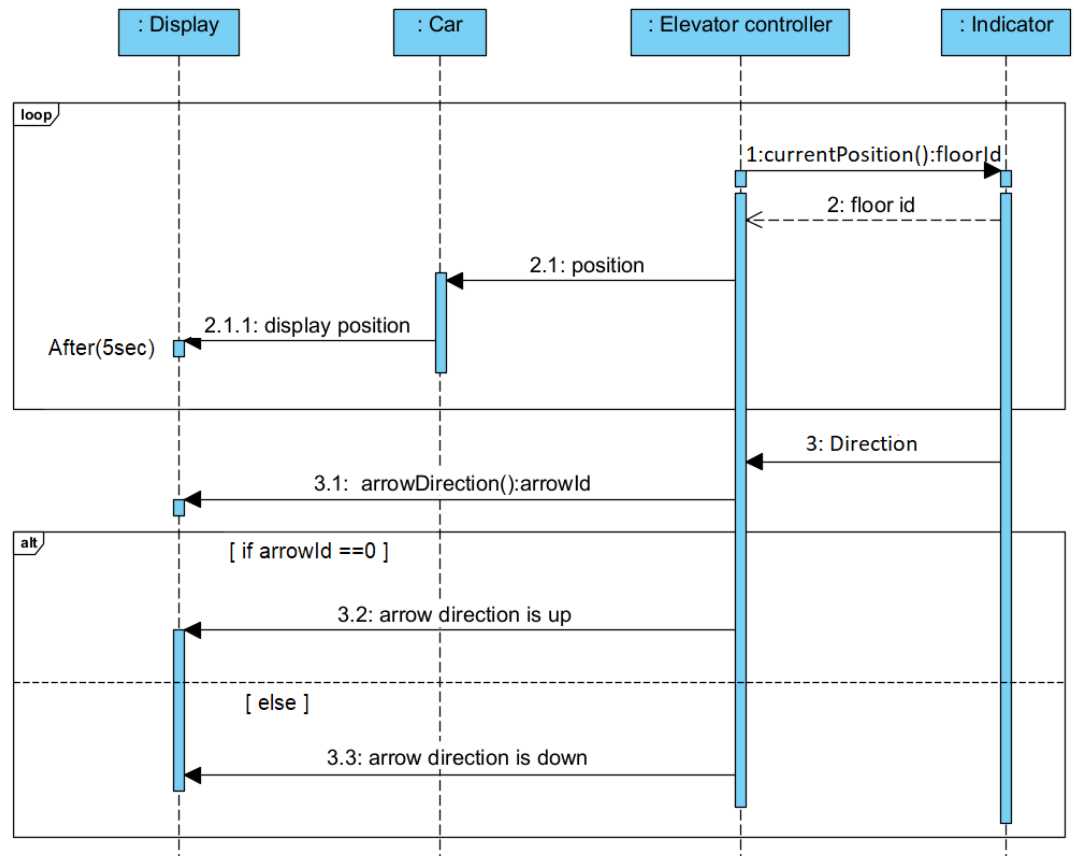 : Display
: Car
: Elevator controller
: Indicator
loop
1:currentPosition():floorId
2: floor id
2.1: position
2.1.1: display position
After(5sec)
3: Direction
3.1: arrowDirection():arrowId
alt
[ if arrowId ==0 ]
3.2: arrow direction is up
[ else ]
3.3: arrow direction is down